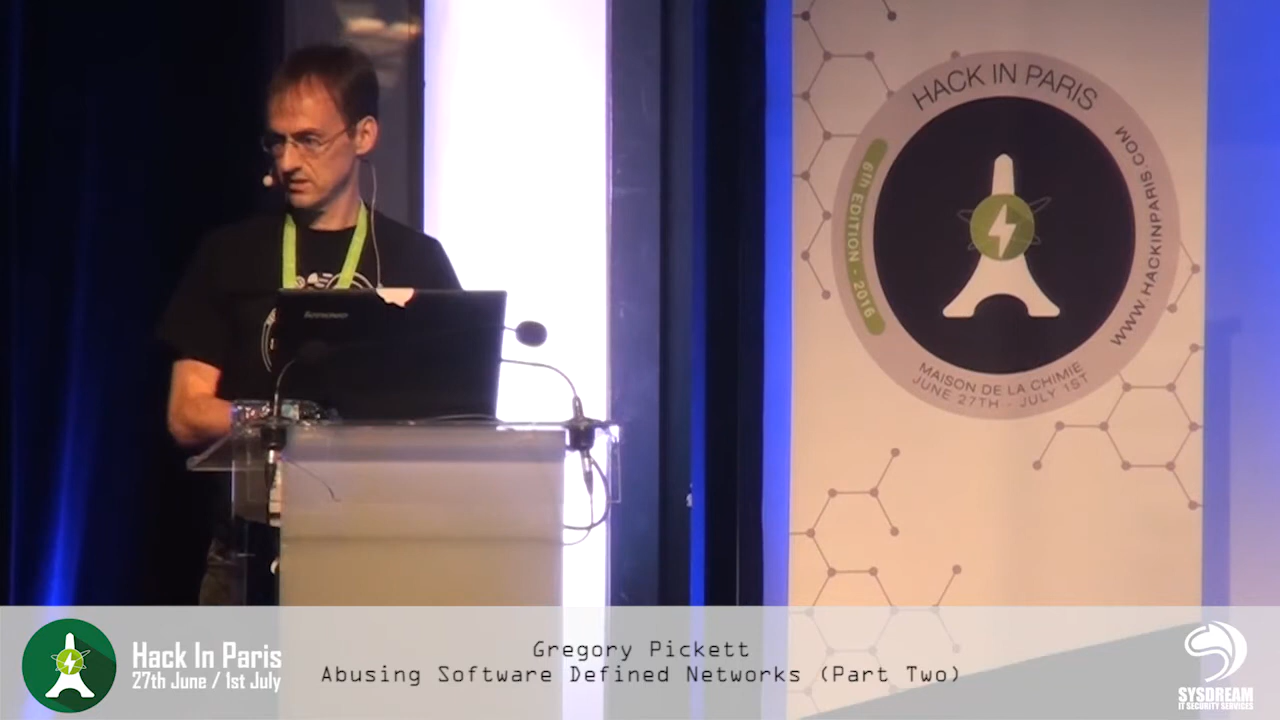 HACK IN PARIS
WWW.HACKINPARIS.COM
6th EDITION - 2016
MAISON DE LA CHIMIE
JUNE 27TH - JULY 1ST
lenovo
Hack In Paris
27th June / 1st July
Gregory Pickett
Abusing Software Defined Networks (Part Two)
SYSDREAM
IT SECURITY SERVICES